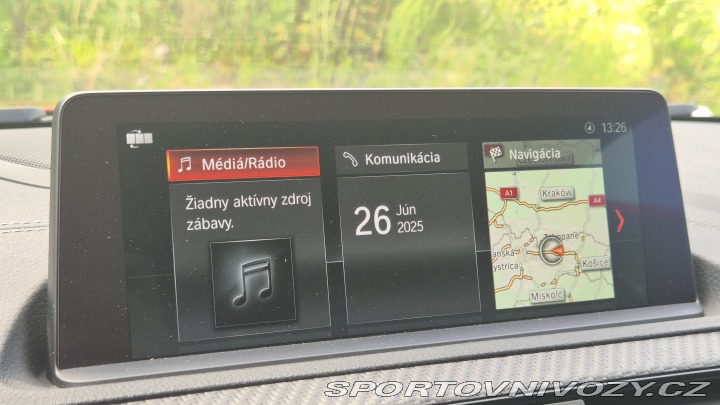 13:26
Médiá/Rádio
Komunikácia
Navigácia
Žiadny aktívny zdroj
zábavy.
26 Jún
2025
A1
Kraków
A4
Košice
Miskolc
SPORTOVNIVOZY.CZ